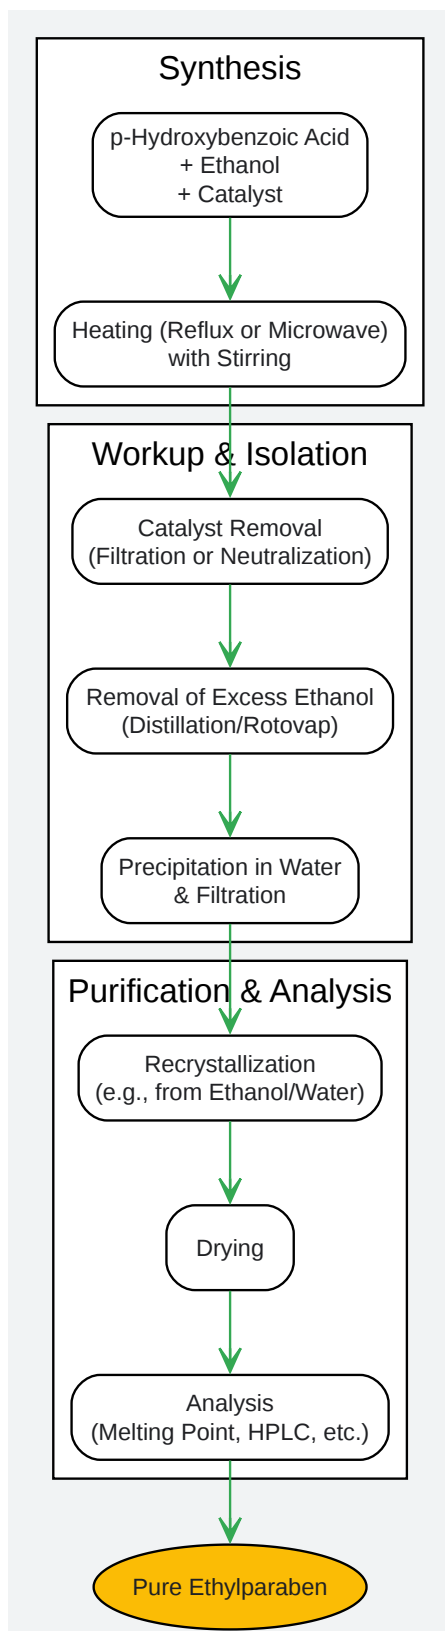 Synthesis
p-Hydroxybenzoic Acid
+ Ethanol
+ Catalyst
Heating (Reflux or Microwave)
with Stirring
Workup & Isolation
Catalyst Removal
(Filtration or Neutralization)
Removal of Excess Ethanol
(Distillation/Rotovap)
Precipitation in Water
& Filtration
Purification & Analysis
Recrystallization
(e.g., from Ethanol/Water)
Drying
Analysis
(Melting Point, HPLC, etc.)
Pure Ethylparaben